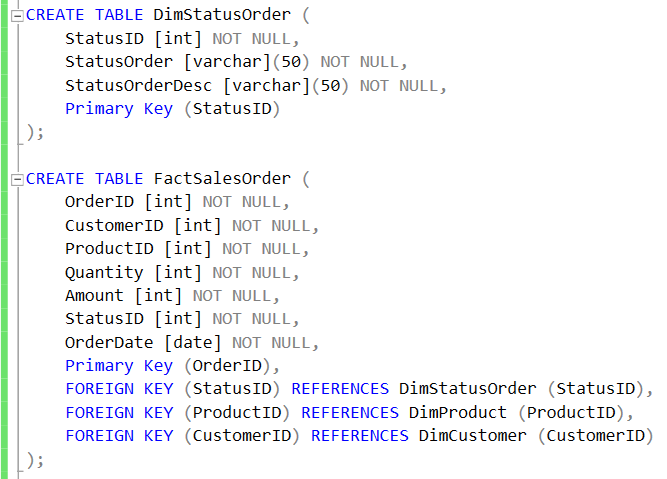 CREATE TABLE DimStatusOrder (
StatusID [int] NOT NULL,
StatusOrder [varchar](50) NOT NULL,
StatusOrderDesc [varchar](50) NOT NULL,
Primary Key (StatusID)
);
CREATE TABLE FactSalesOrder (
OrderID [int] NOT NULL,
CustomerID [int] NOT NULL,
ProductID [int] NOT NULL,
Quantity [int] NOT NULL,
Amount [int] NOT NULL,
StatusID [int] NOT NULL,
OrderDate [date] NOT NULL,
Primary Key (OrderID),
FOREIGN KEY (StatusID) REFERENCES DimStatusOrder (StatusID),
FOREIGN KEY (ProductID) REFERENCES DimProduct (ProductID),
FOREIGN KEY (CustomerID) REFERENCES DimCustomer (CustomerID)
);